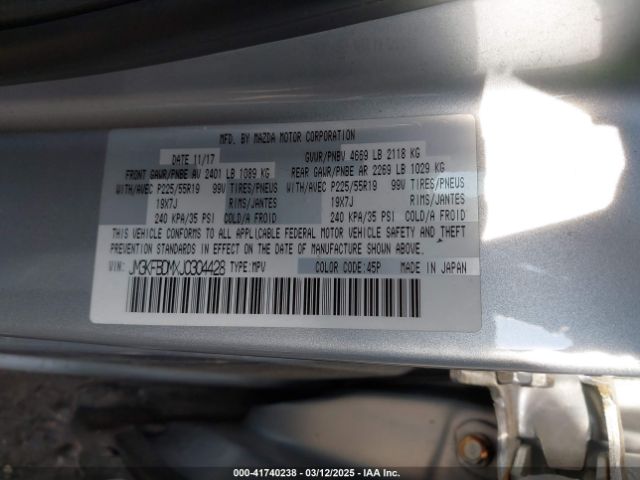 MFD. BY MAZDA MOTOR CORPORATION
DATE 11/17 GVWR/PNBV 4669 LB 2118 KG
FRONT GAWR/PNBE AV 2401 LB 1089 KG REAR GAWR/PNBE AR 2269 LB 1029 KG
WITH/AVEC P225/55R19 99V TIRES/PNEUS WITH/AVEC P225/55R19 99V TIRES/PNEUS
19X7J RIMS/JANTES 19X7J RIMS/JANTES
240 KPA/35 PSI COLD/A FROID 240 KPA/35 PSI COLD/A FROID
THIS VEHICLE CONFORMS TO ALL APPLICABLE FEDERAL MOTOR VEHICLE SAFETY AND THEFT
PREVENTION STANDARDS IN EFFECT ON THE DATE OF MANUFACTURE SHOWN ABOVE.
VIN: JM3KFBDMXJ0304428 TYPE:MPV COLOR CODE:45P MADE IN JAPAN
000-41740238 - 03/12/2025 - IAA Inc.